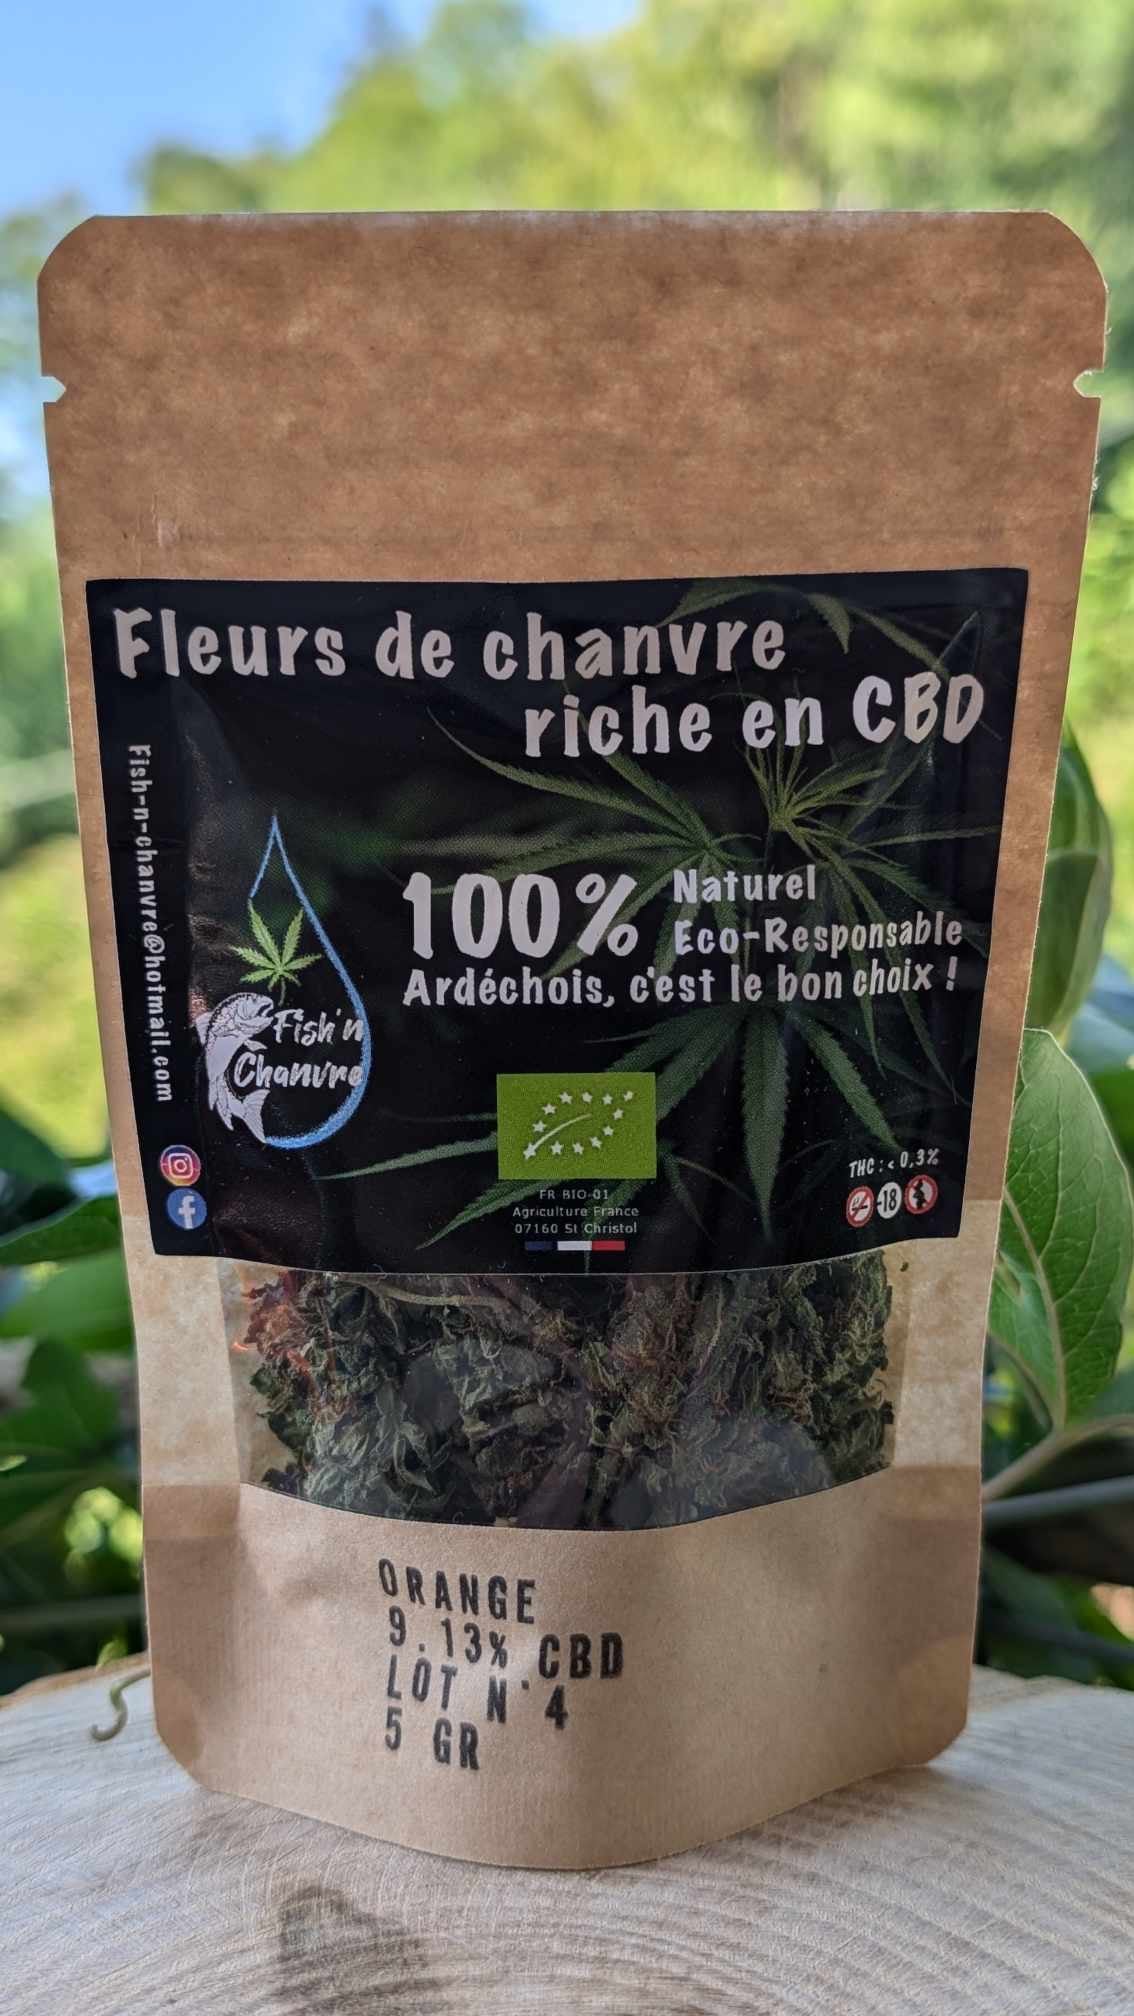 Fleurs de chanvre
riche en CBD
Fish-n-chanvre@hotmail.com
100% Naturel
Eco-Responsable
Ardéchois, c'est le bon choix !
Fish'n
Chanvre
FR BIO-01
Agriculture France
07160 St Christol
THC : < 0,3%
-18
ORANGE
9.13% CBD
LOT N°4
5 GR